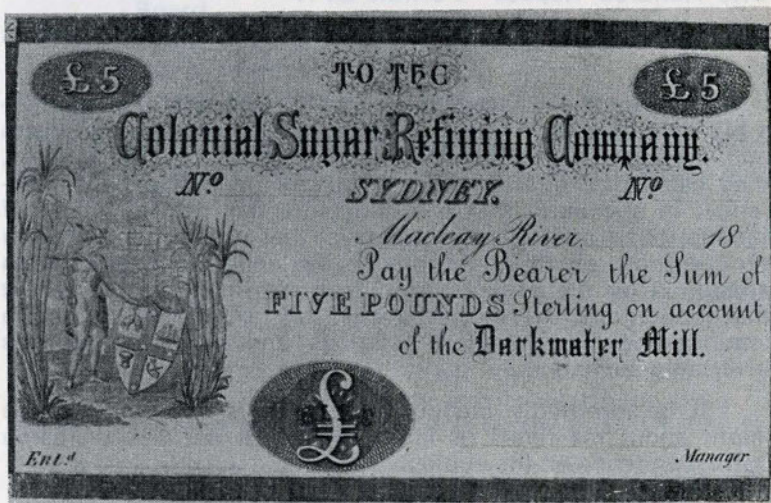 £ 5 TO THE £ 5
Colonial Sugar Refining Company.
Nº SYDNEY. Nº
Macleay River. 18
Pay the Bearer the Sum of
FIVE POUNDS Sterling on account
of the Darkwater Mill.
£
Ent.d Manager